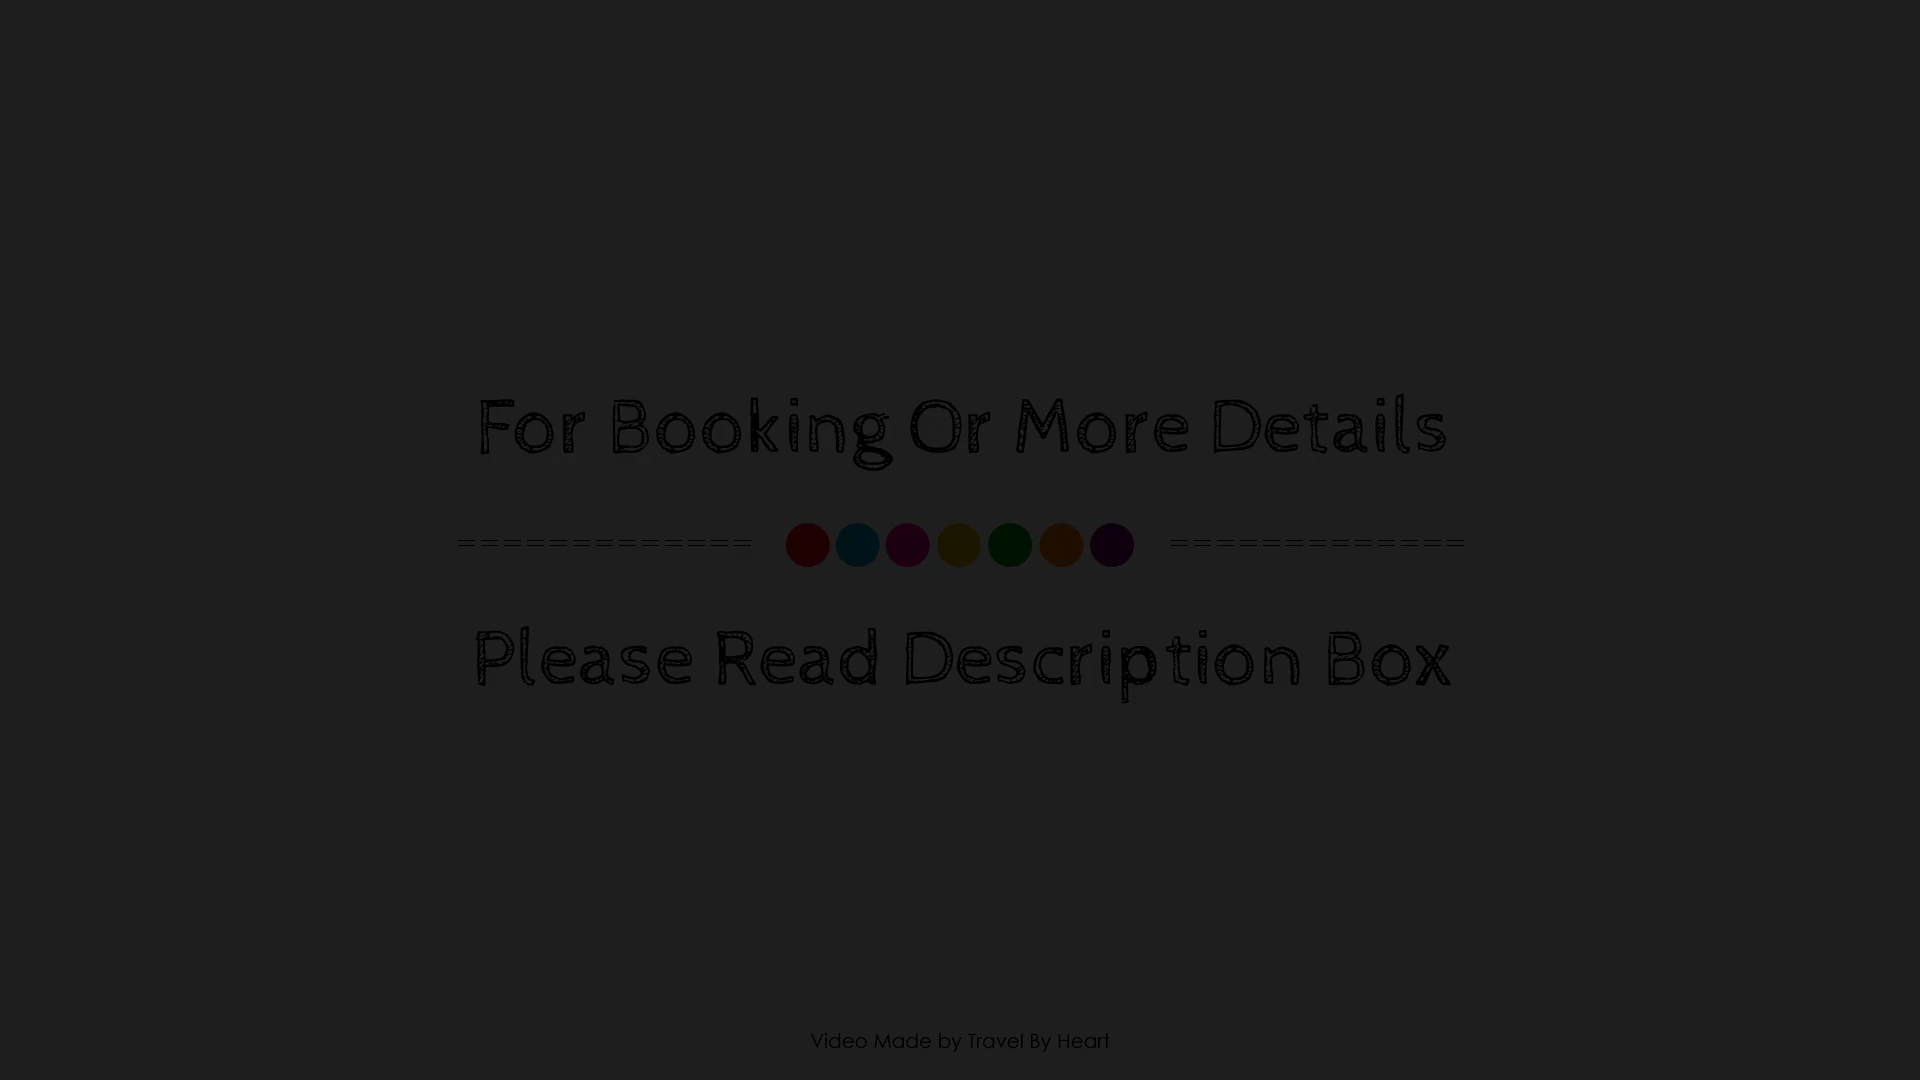 For Booking Or More Details
============= =============
Please Read Description Box
Video Made by Travel By Heart